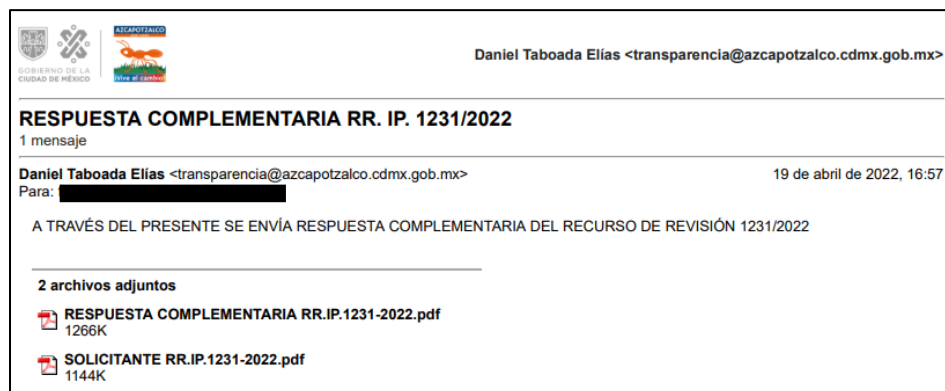 GOBIERNO DE LA
CIUDAD DE MÉXICO
AZCAPOTZALCO
¡Vive el cambio!
Daniel Taboada Elías <transparencia@azcapotzalco.cdmx.gob.mx>
RESPUESTA COMPLEMENTARIA RR. IP. 1231/2022
1 mensaje
Daniel Taboada Elías <transparencia@azcapotzalco.cdmx.gob.mx> 19 de abril de 2022, 16:57
Para:
A TRAVÉS DEL PRESENTE SE ENVÍA RESPUESTA COMPLEMENTARIA DEL RECURSO DE REVISIÓN 1231/2022
2 archivos adjuntos
RESPUESTA COMPLEMENTARIA RR.IP.1231-2022.pdf
1266K
SOLICITANTE RR.IP.1231-2022.pdf
1144K